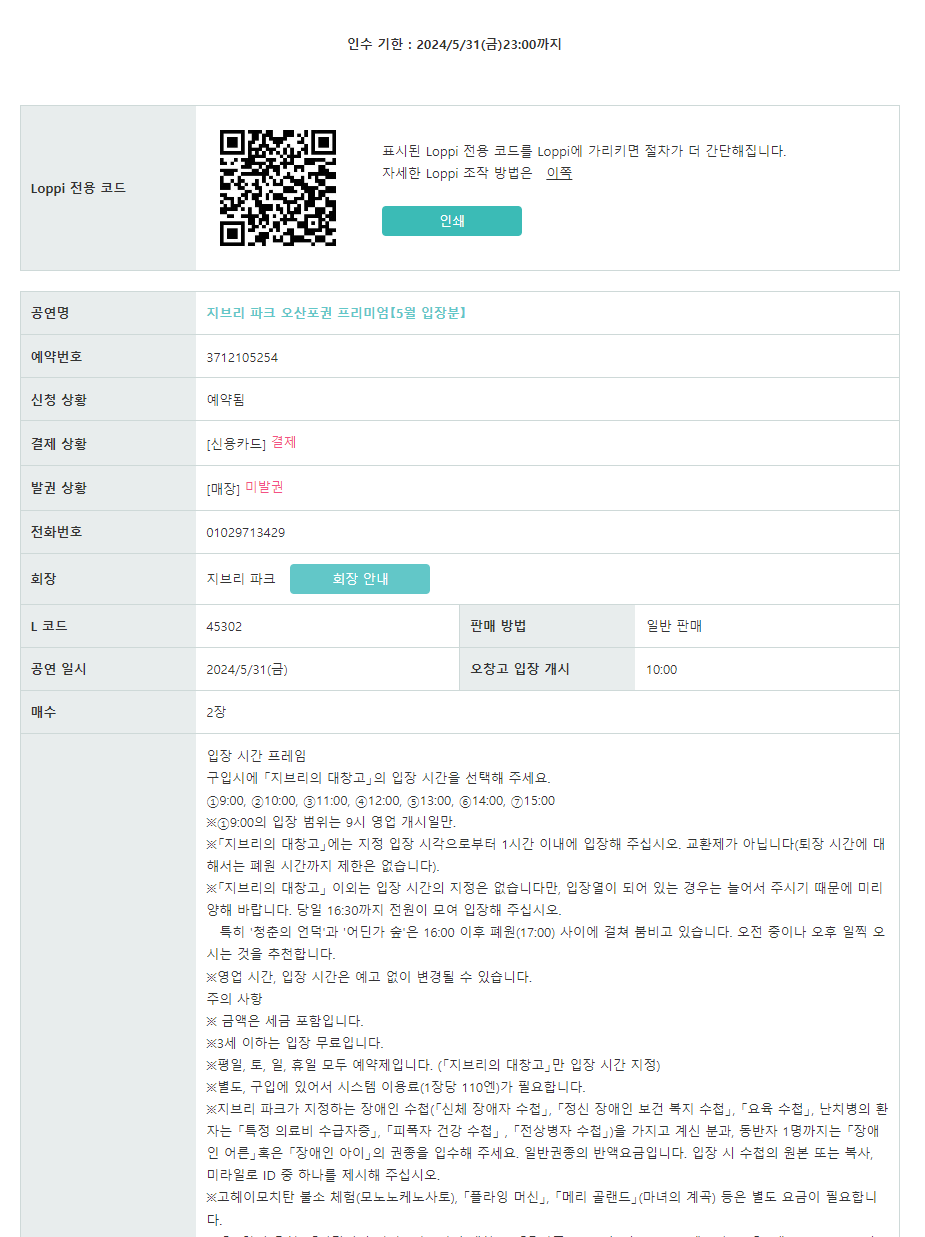 인수 기한 : 2024/5/31(금)23:00까지
Loppi 전용 코드
표시된 Loppi 전용 코드를 Loppi에 가리키면 절차가 더 간단해집니다.
자세한 Loppi 조작 방법은 이쪽
인쇄
공연명 지브리 파크 오산포권 프리미엄【5월 입장분】
예약번호 3712105254
신청 상황 예약됨
결제 상황 [신용카드] 결제
발권 상황 [매장] 미발권
전화번호 01029713429
회장 지브리 파크 회장 안내
L 코드 45302 판매 방법 일반 판매
공연 일시 2024/5/31(금) 오창고 입장 개시 10:00
매수 2장
입장 시간 프레임
구입시에 「지브리의 대창고」의 입장 시간을 선택해 주세요.
①9:00, ②10:00, ③11:00, ④12:00, ⑤13:00, ⑥14:00, ⑦15:00
※①9:00의 입장 범위는 9시 영업 개시일만.
※「지브리의 대창고」에는 지정 입장 시각으로부터 1시간 이내에 입장해 주십시오. 교환제가 아닙니다(퇴장 시간에 대
해서는 폐원 시간까지 제한은 없습니다).
※「지브리의 대창고」 이외는 입장 시간의 지정은 없습니다만, 입장열이 되어 있는 경우는 늘어서 주시기 때문에 미리
양해 바랍니다. 당일 16:30까지 전원이 모여 입장해 주십시오.
특히 '청춘의 언덕'과 '어딘가 숲'은 16:00 이후 폐원(17:00) 사이에 걸쳐 붐비고 있습니다. 오전 중이나 오후 일찍 오
시는 것을 추천합니다.
※영업 시간, 입장 시간은 예고 없이 변경될 수 있습니다.
주의 사항
※ 금액은 세금 포함입니다.
※3세 이하는 입장 무료입니다.
※평일, 토, 일, 휴일 모두 예약제입니다. (「지브리의 대창고」만 입장 시간 지정)
※별도, 구입에 있어서 시스템 이용료(1장당 110엔)가 필요합니다.
※지브리 파크가 지정하는 장애인 수첩(「신체 장애자 수첩」, 「정신 장애인 보건 복지 수첩」, 「요육 수첩」, 난치병의 환
자는 「특정 의료비 수급자증」, 「피폭자 건강 수첩」 , 「전상병자 수첩」)을 가지고 계신 분과, 동반자 1명까지는 「장애
인 어른」혹은 「장애인 아이」의 권종을 입수해 주세요. 일반권종의 반액요금입니다. 입장 시 수첩의 원본 또는 복사,
미라일로 ID 중 하나를 제시해 주십시오.
※고헤이모치탄 불소 체험(모노노케노사토), 「플라잉 머신」, 「메리 골랜드」(마녀의 계곡) 등은 별도 요금이 필요합니
다.